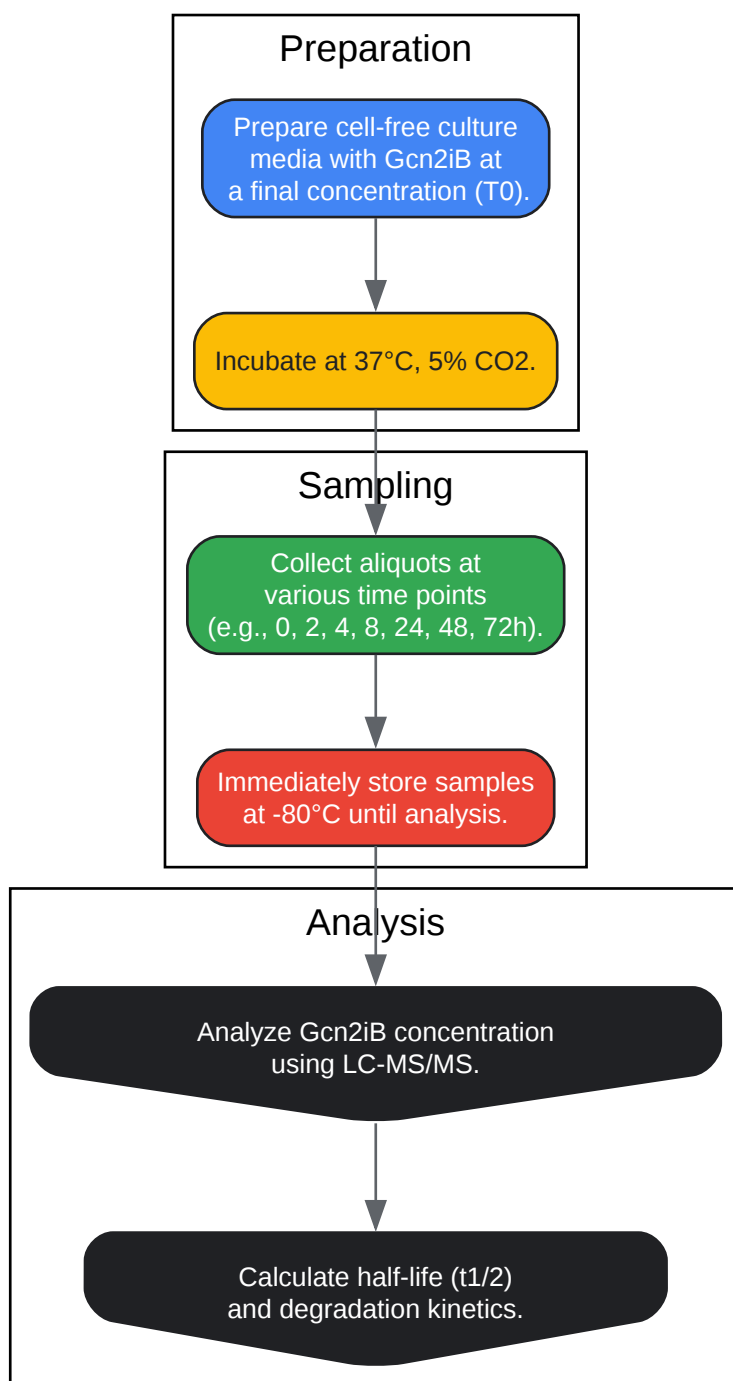 Preparation
Prepare cell-free culture
media with Gcn2iB at
a final concentration (T0).
Incubate at 37°C, 5% CO2.
Sampling
Collect aliquots at
various time points
(e.g., 0, 2, 4, 8, 24, 48, 72h).
Immediately store samples
at -80°C until analysis.
Analysis
Analyze Gcn2iB concentration
using LC-MS/MS.
Calculate half-life (t1/2)
and degradation kinetics.